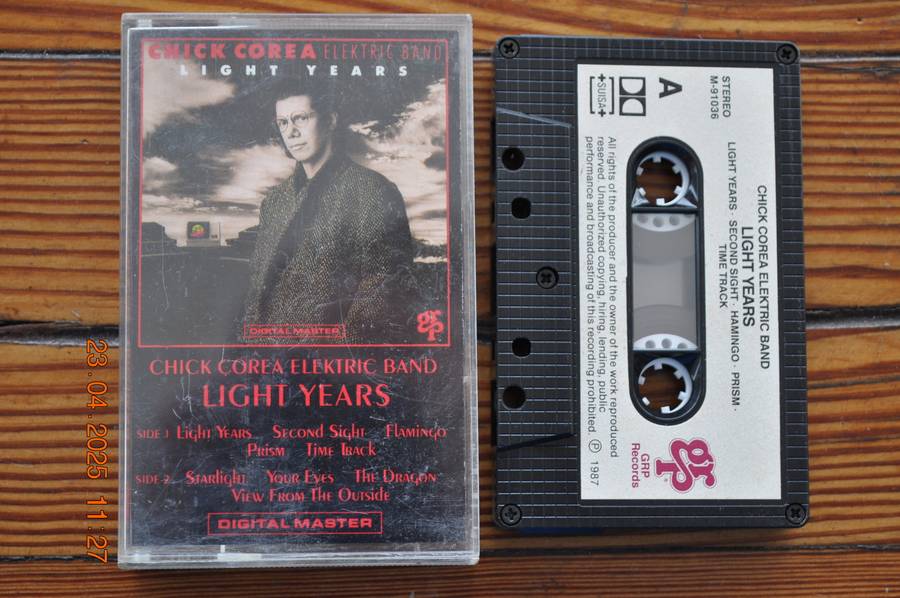 CHICK COREA ELEKTRIC BAND
LIGHT YEARS
DIGITAL MASTER
grp
CHICK COREA ELEKTRIC BAND
LIGHT YEARS
SIDE 1 LIGHT YEARS SECOND SIGHT FLAMINGO
PRISM TIME TRACK
SIDE 2 STARLIGHT YOUR EYES THE DRAGON
VIEW FROM THE OUTSIDE
DIGITAL MASTER
23.04.2025 11:27
STEREO
M-91036
A
+SUISA+
CHICK COREA ELEKTRIC BAND
LIGHT YEARS
LIGHT YEARS · SECOND SIGHT · HAMINGO · PRISM ·
TIME TRACK
All rights of the producer and the owner of the work reproduced
reserved. Unauthorized copying, hiring, lending, public
performance and broadcasting of this recording prohibited. Ⓟ 1987
grp
GRP
Records